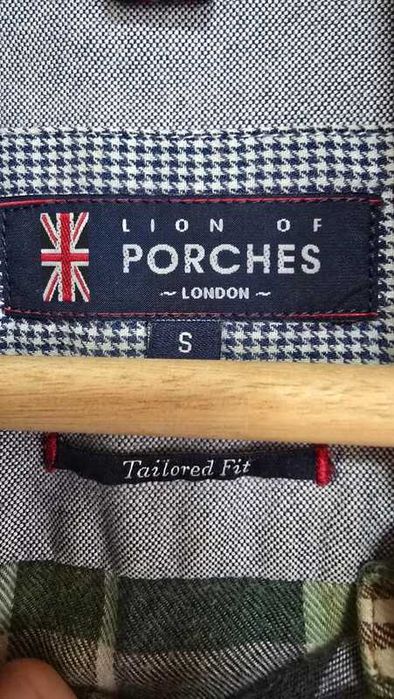 LION OF
PORCHES
~ LONDON ~
S
Tailored Fit